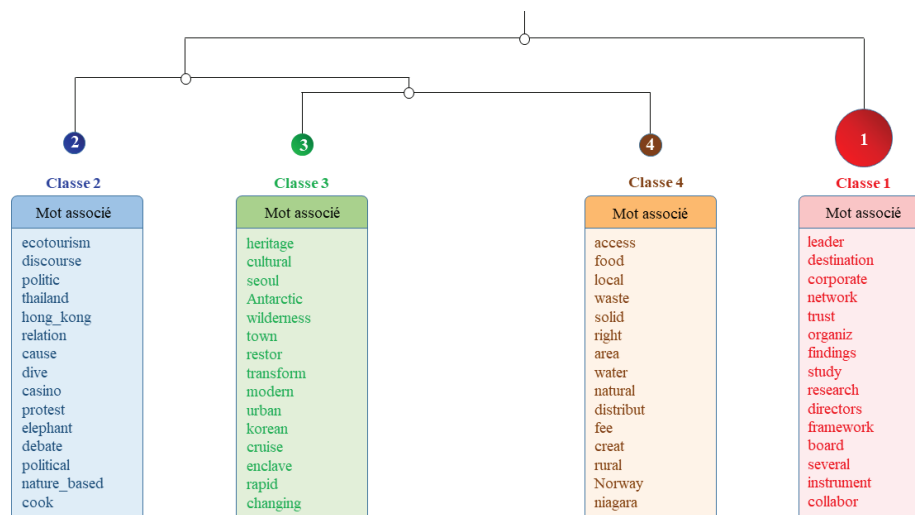 2
3
4
1
Classe 2
Classe 3
Classe 4
Classe 1
Mot associé
ecotourism
discourse
politic
thailand
hong_kong
relation
cause
dive
casino
protest
elephant
debate
political
nature_based
cook
Mot associé
heritage
cultural
seoul
Antarctic
wilderness
town
restor
transform
modern
urban
korean
cruise
enclave
rapid
changing
Mot associé
access
food
local
waste
solid
right
area
water
natural
distribut
fee
creat
rural
Norway
niagara
Mot associé
leader
destination
corporate
network
trust
organiz
findings
study
research
directors
framework
board
several
instrument
collabor